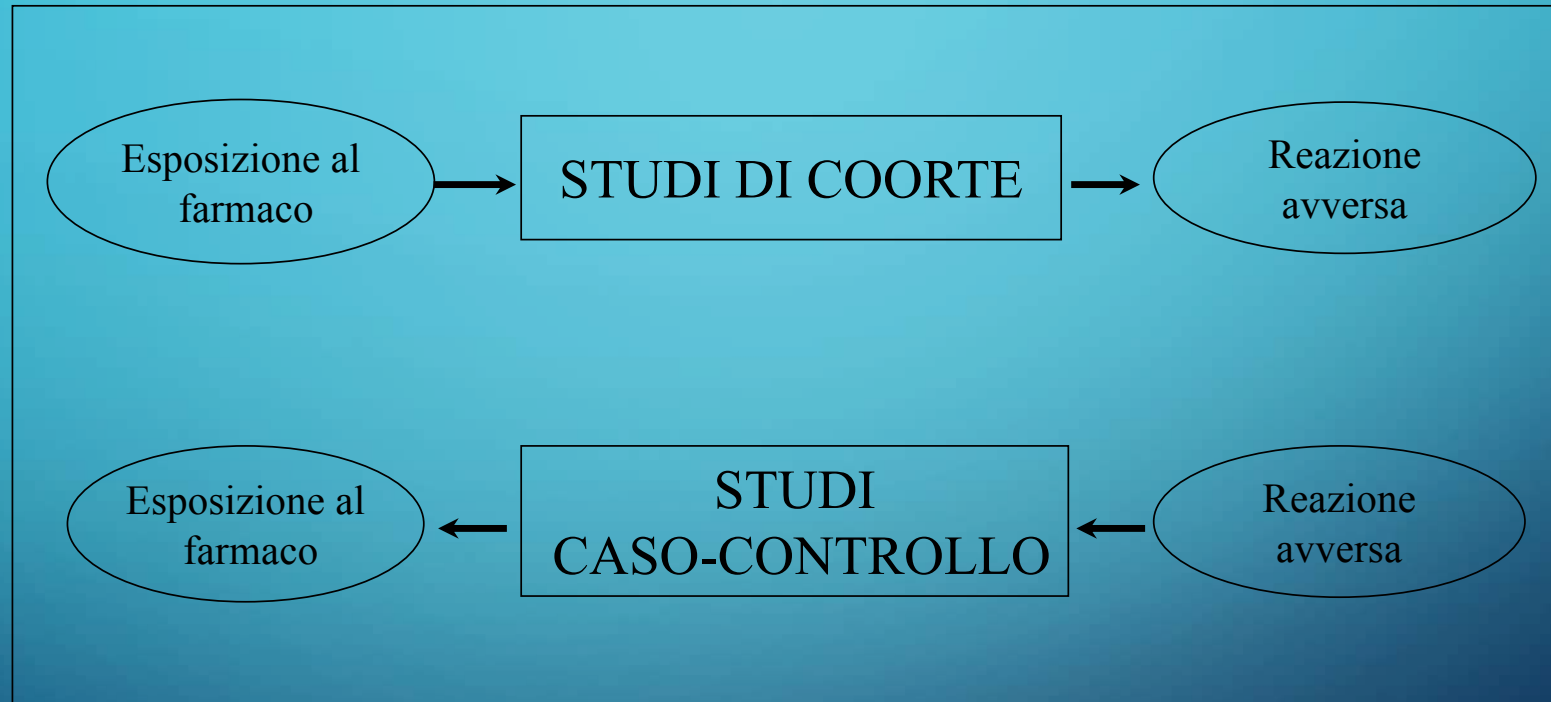 Esposizione al
farmaco
STUDI DI COORTE
Reazione
avversa
Esposizione al
farmaco
STUDI
CASO-CONTROLLO
Reazione
avversa